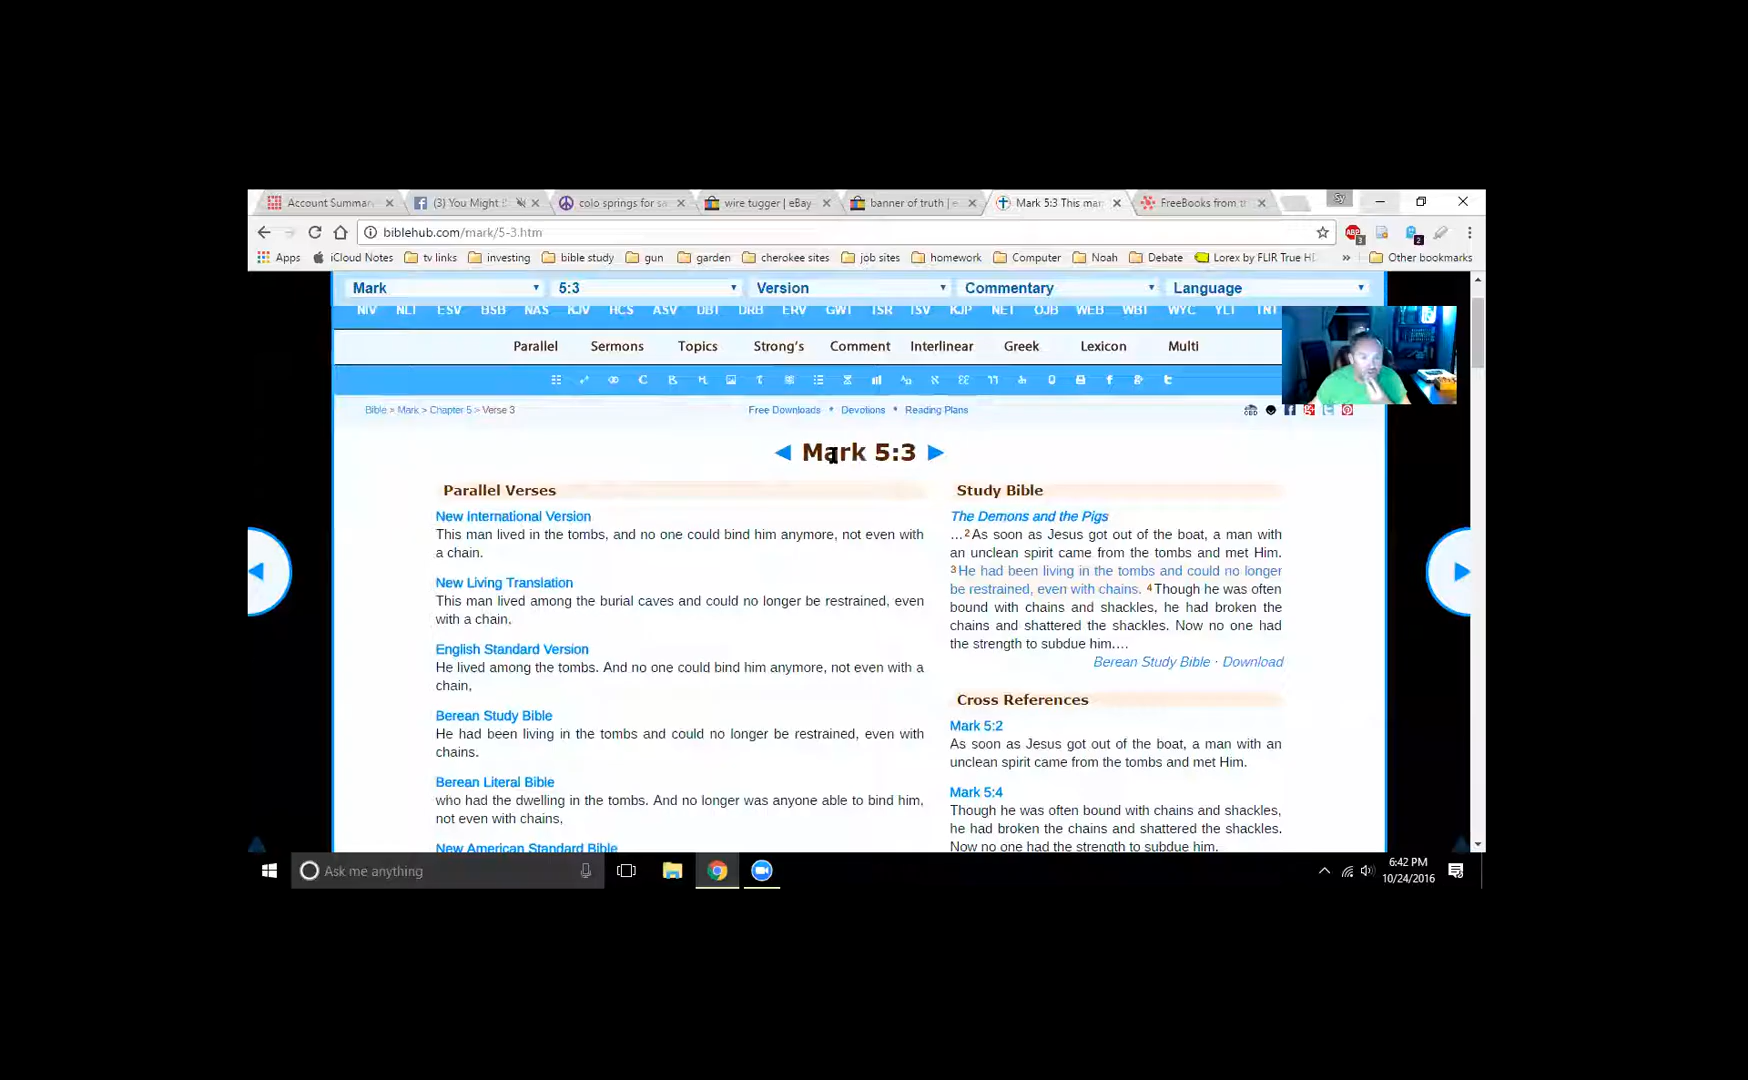 Account Summar
(3) You Might
colo springs for sa
wire tugger | eBay
banner of truth | e
Mark 5:3 This man
FreeBooks from t
Sy
biblehub.com/mark/5-3.htm
ABP 3
2
Apps
iCloud Notes
tv links
investing
bible study
gun
garden
cherokee sites
job sites
homework
Computer
Noah
Debate
Lorex by FLIR True HD
»
Other bookmarks
Mark
5:3
Version
Commentary
Language
NIV NLT ESV BSB NAS KJV HCS ASV DBT DRB ERV GWT ISR ISV KJP NET OJB WEB WBT WYC YLT TNT
Parallel Sermons Topics Strong's Comment Interlinear Greek Lexicon Multi
Bible > Mark > Chapter 5 > Verse 3
Free Downloads • Devotions • Reading Plans
◄ Mark 5:3 ►
Parallel Verses
New International Version
This man lived in the tombs, and no one could bind him anymore, not even with
a chain.
New Living Translation
This man lived among the burial caves and could no longer be restrained, even
with a chain.
English Standard Version
He lived among the tombs. And no one could bind him anymore, not even with a
chain,
Berean Study Bible
He had been living in the tombs and could no longer be restrained, even with
chains.
Berean Literal Bible
who had the dwelling in the tombs. And no longer was anyone able to bind him,
not even with chains,
New American Standard Bible
Study Bible
The Demons and the Pigs
…2As soon as Jesus got out of the boat, a man with
an unclean spirit came from the tombs and met Him.
3He had been living in the tombs and could no longer
be restrained, even with chains. 4Though he was often
bound with chains and shackles, he had broken the
chains and shattered the shackles. Now no one had
the strength to subdue him.…
Berean Study Bible · Download
Cross References
Mark 5:2
As soon as Jesus got out of the boat, a man with an
unclean spirit came from the tombs and met Him.
Mark 5:4
Though he was often bound with chains and shackles,
he had broken the chains and shattered the shackles.
Now no one had the strength to subdue him.
Ask me anything
6:42 PM
10/24/2016